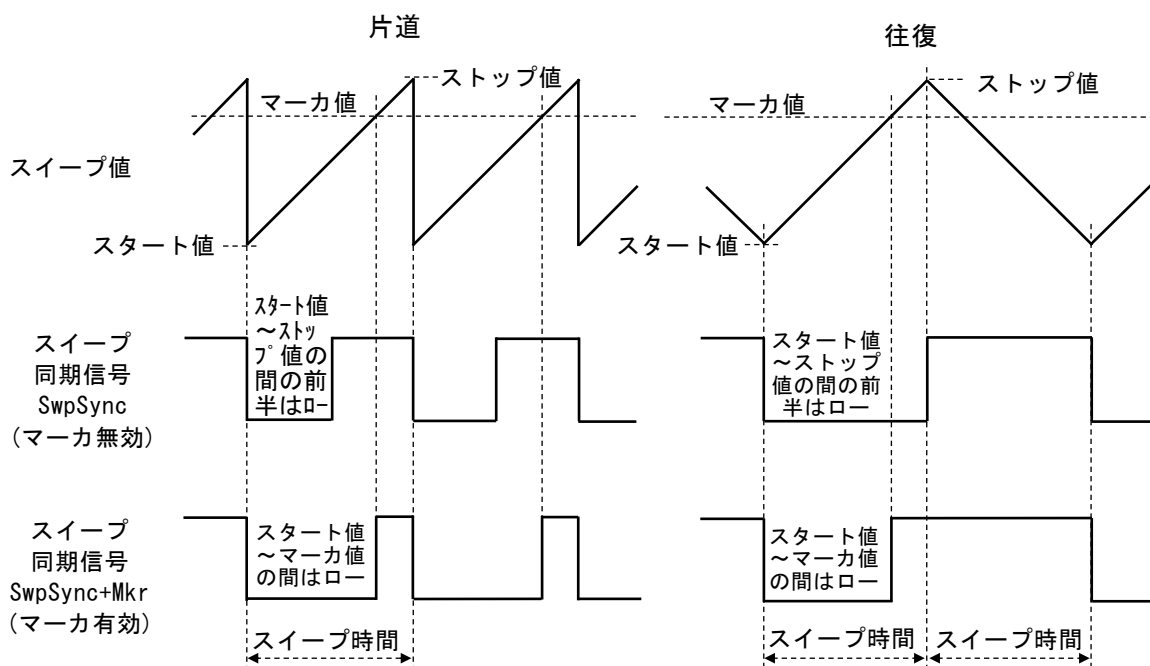 片道
往復
ストップ値
マーカ値
スイープ値
スタート値
ストップ値
マーカ値
スタート値
スイープ
同期信号
SwpSync
(マーカ無効)
スタート値
～ストッ
プ値の
間の前
半はロー
スタート値
～ストップ
値の間の前
半はロー
スイープ
同期信号
SwpSync+Mkr
(マーカ有効)
スタート値
～マーカ値
の間はロー
スタート値
～マーカ値
の間はロー
スイープ時間
スイープ時間
スイープ時間